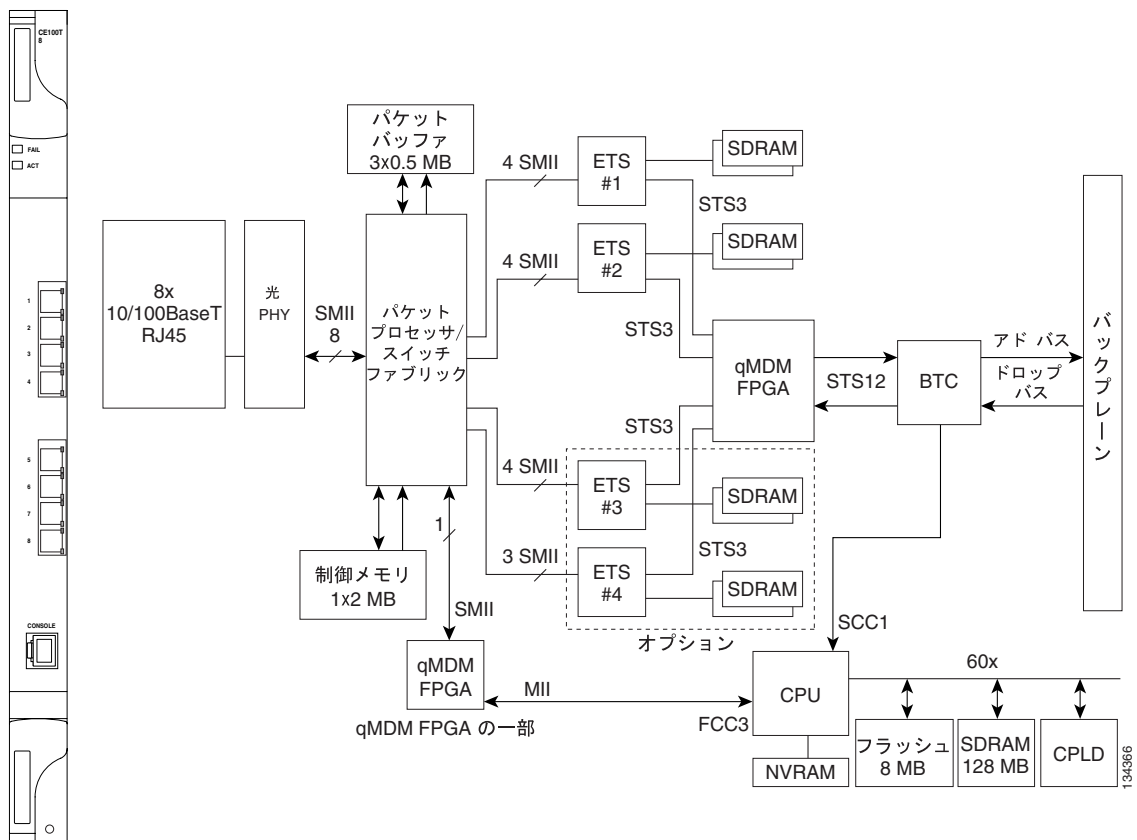 CE100T
8
FAIL
ACT
1
2
3
4
5
6
7
8
CONSOLE
8x
10/100BaseT
RJ45
光
PHY
SMII
8
パケット
バッファ
3x0.5 MB
パケット
プロセッサ/
スイッチ
ファブリック
制御メモリ
1x2 MB
4 SMII
4 SMII
4 SMII
3 SMII
1
SMII
ETS
#1
ETS
#2
ETS
#3
ETS
#4
SDRAM
SDRAM
SDRAM
SDRAM
STS3
STS3
STS3
STS3
オプション
qMDM
FPGA
STS12
BTC
アド バス
ドロップ
バス
バックプレーン
SCC1
qMDM
FPGA
qMDM FPGA の一部
MII
FCC3
CPU
NVRAM
60x
フラッシュ
8 MB
SDRAM
128 MB
CPLD
134366